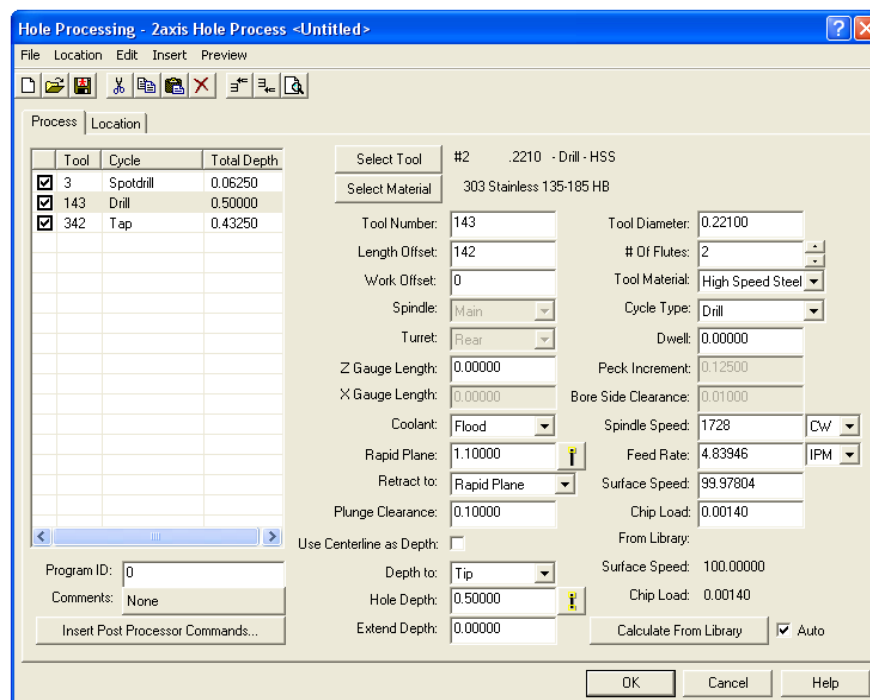 Hole Processing - 2axis Hole Process <Untitled>
File Location Edit Insert Preview
Process Location
Tool Cycle Total Depth
3 Spotdrill 0.06250
143 Drill 0.50000
342 Tap 0.43250
Program ID: 0
Comments: None
Insert Post Processor Commands...
Select Tool #2 .2210 - Drill - HSS
Select Material 303 Stainless 135-185 HB
Tool Number: 143
Length Offset: 142
Work Offset: 0
Spindle: Main
Turret: Rear
Z Gauge Length: 0.00000
X Gauge Length: 0.00000
Coolant: Flood
Rapid Plane: 1.10000
Retract to: Rapid Plane
Plunge Clearance: 0.10000
Use Centerline as Depth:
Depth to: Tip
Hole Depth: 0.50000
Extend Depth: 0.00000
Tool Diameter: 0.22100
# Of Flutes: 2
Tool Material: High Speed Steel
Cycle Type: Drill
Dwell: 0.00000
Peck Increment: 0.12500
Bore Side Clearance: 0.01000
Spindle Speed: 1728 CW
Feed Rate: 4.83946 IPM
Surface Speed: 99.97804
Chip Load: 0.00140
From Library:
Surface Speed: 100.00000
Chip Load: 0.00140
Calculate From Library Auto
OK Cancel Help